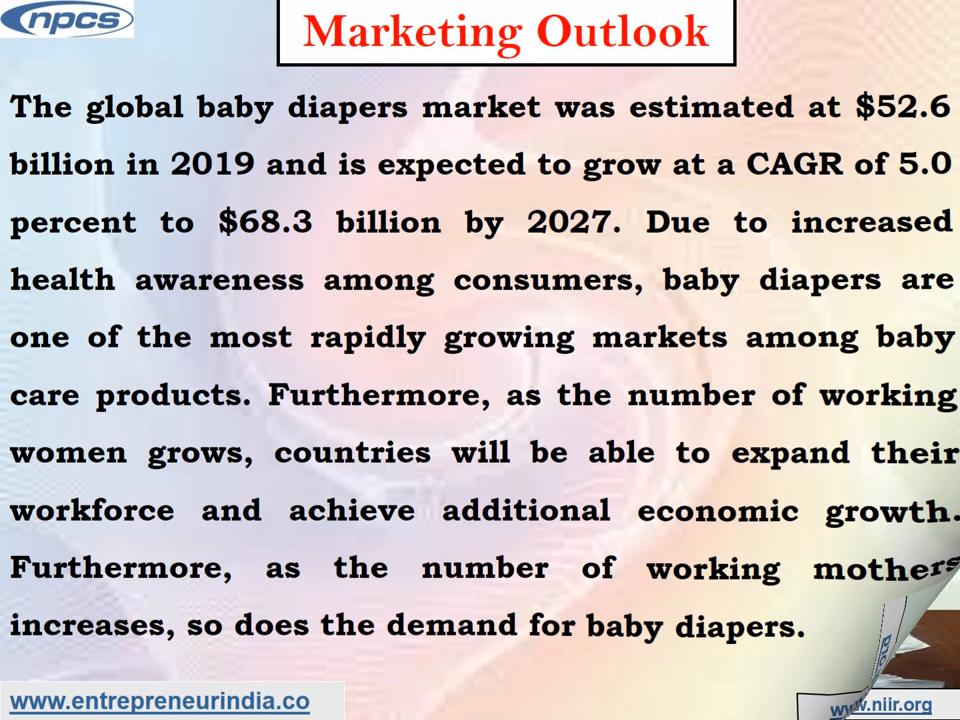 npcs
Marketing Outlook
The global baby diapers market was estimated at $52.6
billion in 2019 and is expected to grow at a CAGR of 5.0
percent to $68.3 billion by 2027. Due to increased
health awareness among consumers, baby diapers are
one of the most rapidly growing markets among baby
care products. Furthermore, as the number of working
women grows, countries will be able to expand their
workforce and achieve additional economic growth.
Furthermore, as the number of working mothers
increases, so does the demand for baby diapers.
www.entrepreneurindia.co
www.niir.org